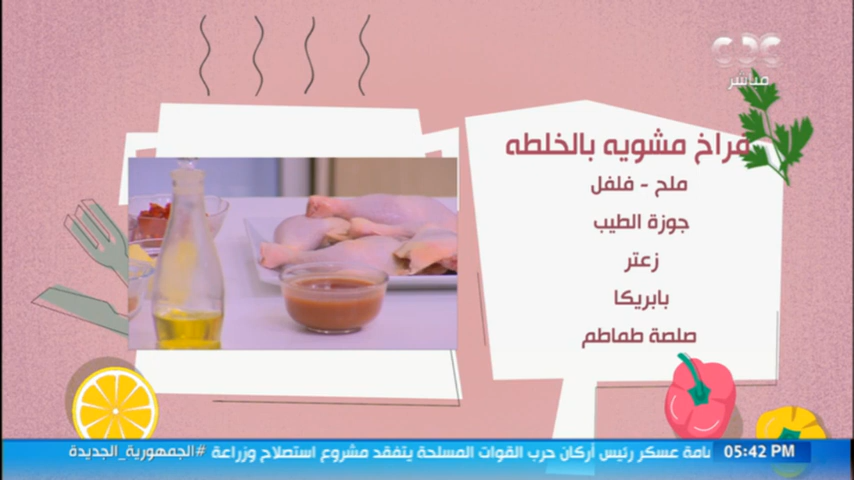 CBC
مباشر
فراخ مشويه بالخلطه
ملح - فلفل
جوزة الطيب
زعتر
بابريكا
صلصة طماطم
05:42 PM
عسكر رئيس أركان حرب القوات المسلحة يتفقد مشروع استصلاح وزراعة #الجمهورية_الجديدة